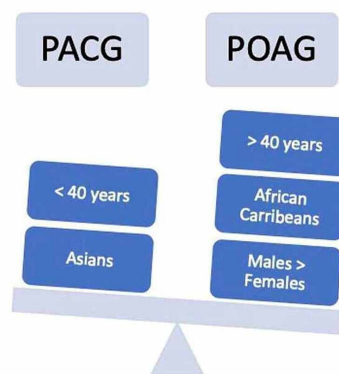 PACG
POAG
> 40 years
< 40 years
African
Carribeans
Asians
Males >
Females